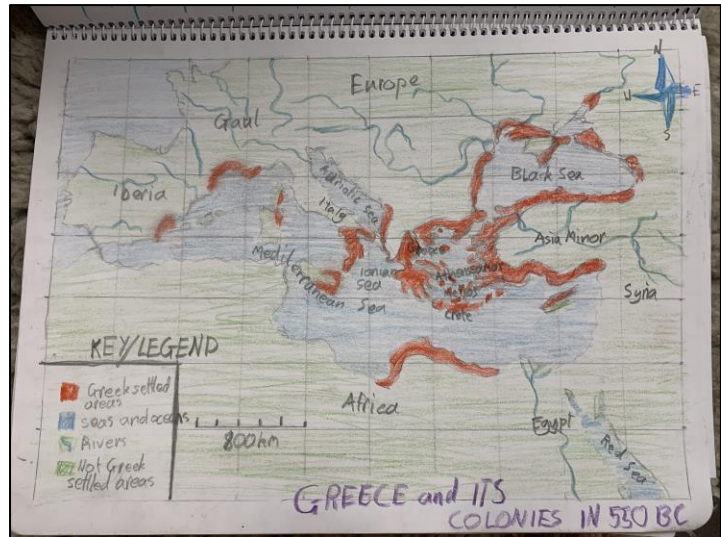 N
W
E
S
Europe
Gaul
Iberia
Adriatic sea
Italy
Black Sea
Greece
Asia Minor
Ionian
sea
Athens
Melos
Crete
Mediterranean Sea
Syria
KEY/LEGEND
Greek settled
areas
seas and oceans
Rivers
Not Greek
settled areas
800km
Africa
Egypt
Red Sea
GREECE and ITS
COLONIES IN 550 BC